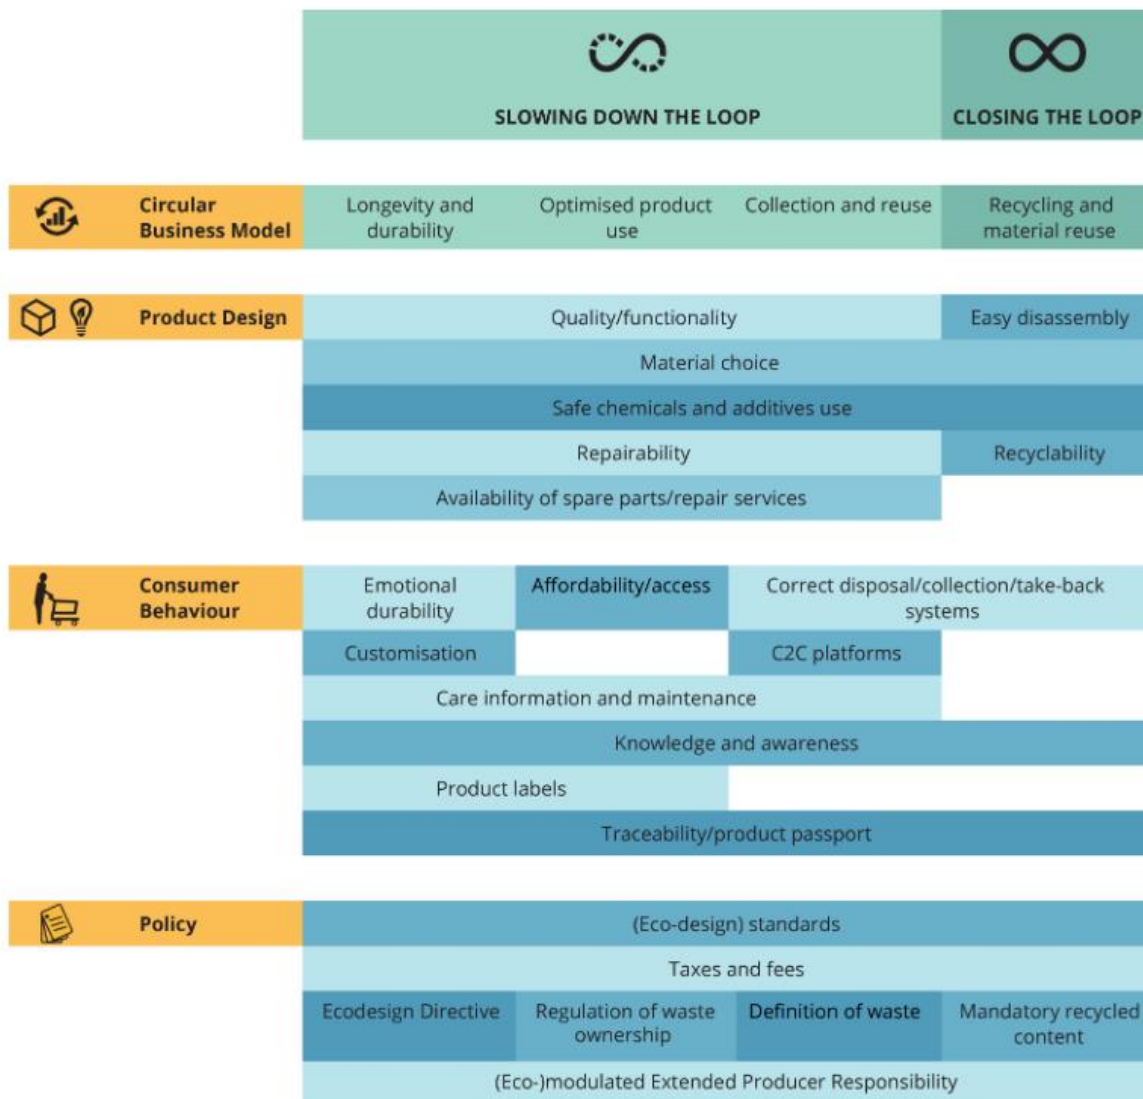 SLOWING DOWN THE LOOP
CLOSING THE LOOP
Circular
Business Model
Longevity and
durability
Optimised product
use
Collection and reuse
Recycling and
material reuse
Product Design
Quality/functionality
Easy disassembly
Material choice
Safe chemicals and additives use
Repairability
Recyclability
Availability of spare parts/repair services
Consumer
Behaviour
Emotional
durability
Affordability/access
Correct disposal/collection/take-back
systems
Customisation
C2C platforms
Care information and maintenance
Knowledge and awareness
Product labels
Traceability/product passport
Policy
(Eco-design) standards
Taxes and fees
Ecodesign Directive
Regulation of waste
ownership
Definition of waste
Mandatory recycled
content
(Eco-)modulated Extended Producer Responsibility